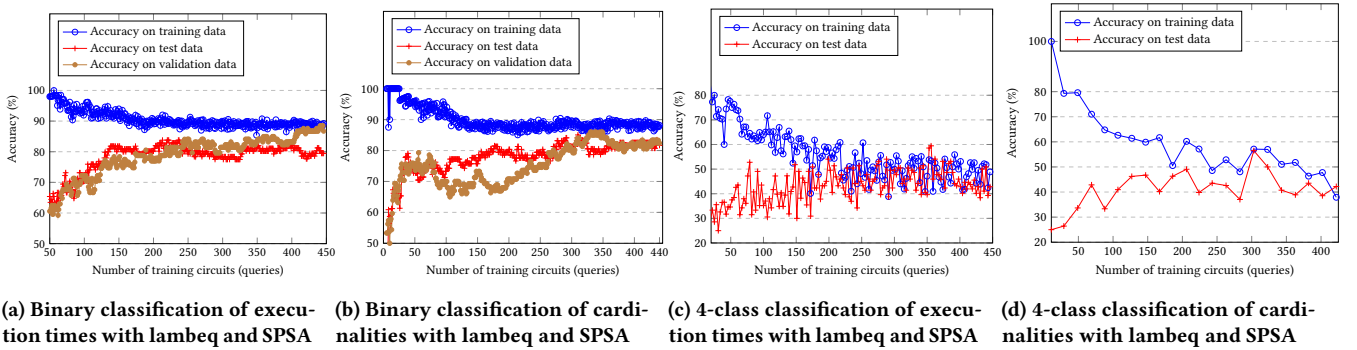 Accuracy on training data
Accuracy on test data
Accuracy on validation data
100
90
80
70
60
50
Accuracy (%)
50 100 150 200 250 300 350 400 450
Number of training circuits (queries)
(a) Binary classification of execu-
tion times with lambeq and SPSA
Accuracy on training data
Accuracy on test data
Accuracy on validation data
100
90
80
70
60
50
Accuracy (%)
50 100 150 200 250 300 350 400 440
Number of training circuits (queries)
(b) Binary classification of cardi-
nalities with lambeq and SPSA
Accuracy on training data
Accuracy on test data
80
70
60
50
40
30
20
Accuracy (%)
50 100 150 200 250 300 350 400 450
Number of training circuits (queries)
(c) 4-class classification of execu-
tion times with lambeq and SPSA
Accuracy on training data
Accuracy on test data
100
90
80
70
60
50
40
30
20
Accuracy (%)
50 100 150 200 250 300 350 400
Number of training circuits (queries)
(d) 4-class classification of cardi-
nalities with lambeq and SPSA